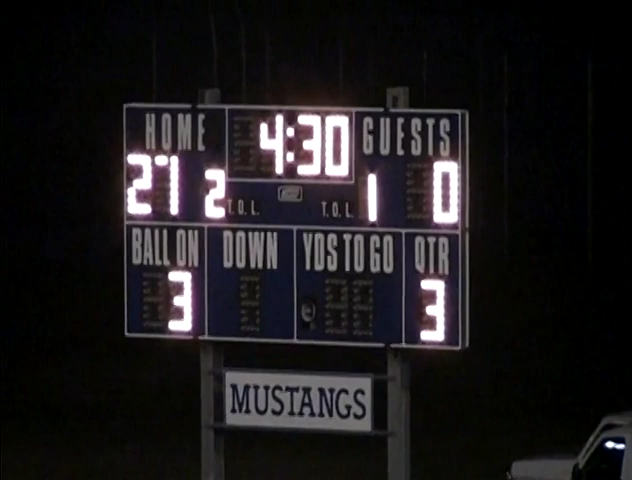 HOME 4:30 GUESTS
27 2 T.O.L. T.O.L. 1 0
BALL ON DOWN YDS TO GO QTR
3 3
MUSTANGS